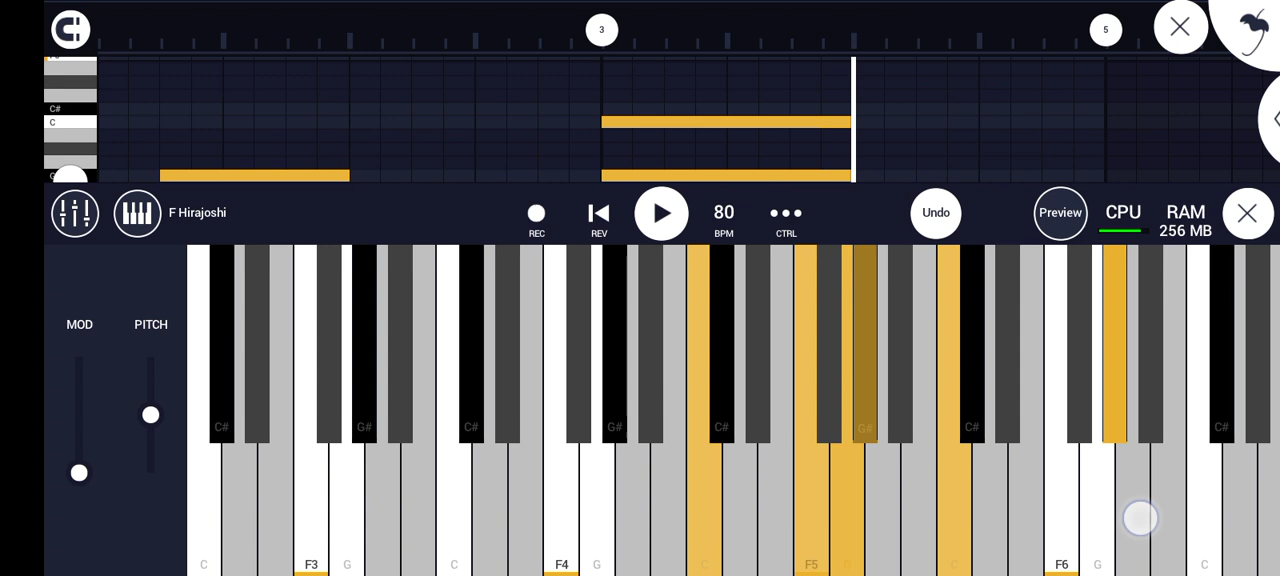 3
5
C#
C
F Hirajoshi
80
Undo
Preview
CPU
RAM
256 MB
REC
REV
BPM
CTRL
MOD
PITCH
C#
G#
C#
G#
C#
G#
C#
C#
C
F3
G
C
F4
G
C
F5
C
F6
G
C